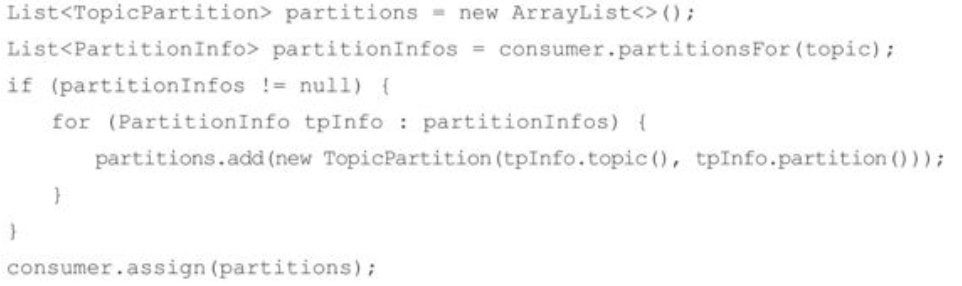 List<TopicPartition> partitions = new ArrayList<>();
List<PartitionInfo> partitionInfos = consumer.partitionsFor(topic);
if (partitionInfos != null) {
    for (PartitionInfo tpInfo : partitionInfos) {
        partitions.add(new TopicPartition(tpInfo.topic(), tpInfo.partition()));
    }
}
consumer.assign(partitions);